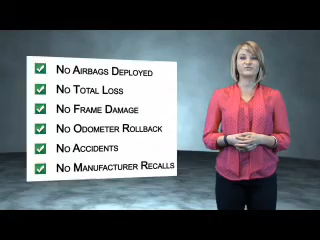 No Airbags Deployed
No Total Loss
No Frame Damage
No Odometer Rollback
No Accidents
No Manufacturer Recalls